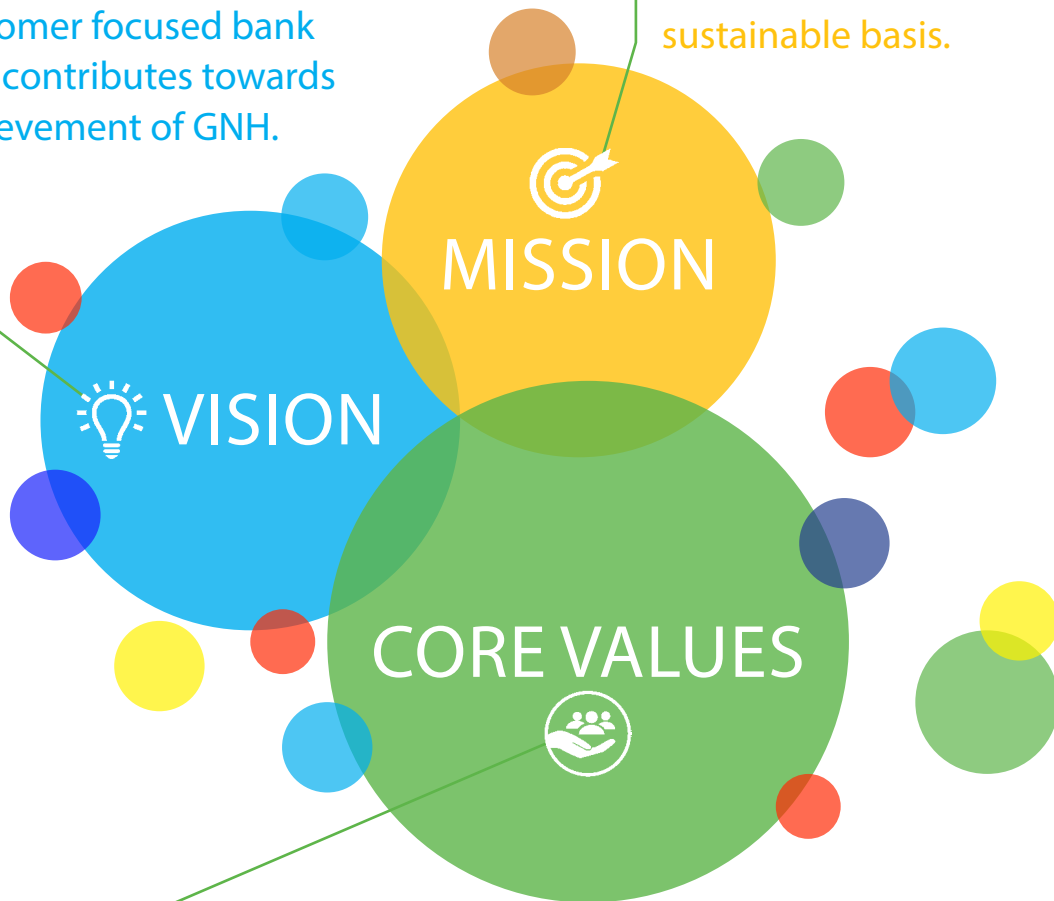 omer focused bank
contributes towards
evement of GNH.
sustainable basis.
MISSION
VISION
CORE VALUES